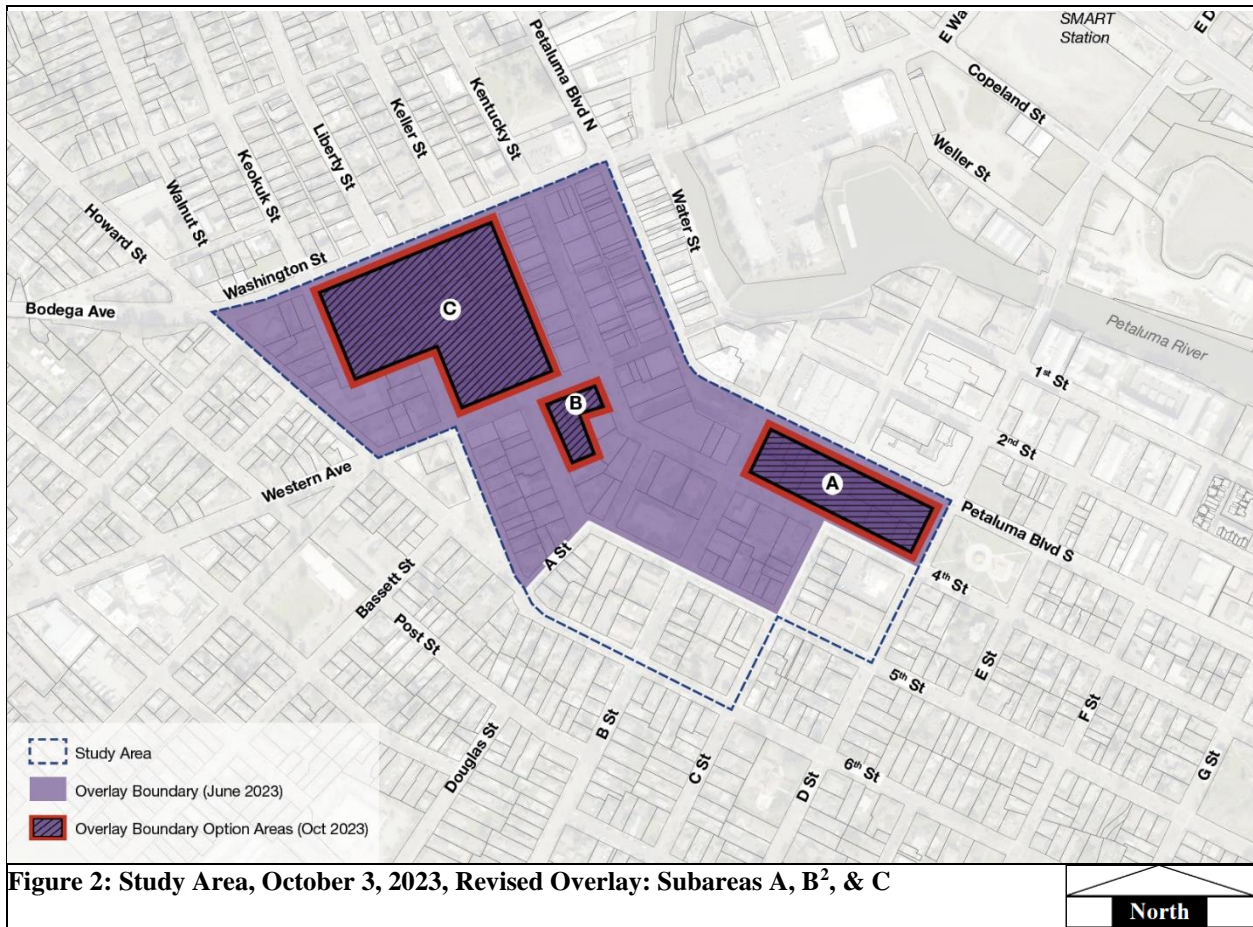 SMART
Station
E Wa
E D
Petaluma Blvd N
Copeland St
Kentucky St
Keller St
Weller St
Liberty St
Keokuk St
Walnut St
Howard St
Water St
Washington St
Bodega Ave
C
Petaluma River
1st St
B
2nd St
Western Ave
A
Petaluma Blvd S
A St
4th St
Bassett St
Post St
E St
5th St
F St
B St
Douglas St
C St
G St
6th St
D St
Study Area
Overlay Boundary (June 2023)
Overlay Boundary Option Areas (Oct 2023)
Figure 2: Study Area, October 3, 2023, Revised Overlay: Subareas A, B², & C
North